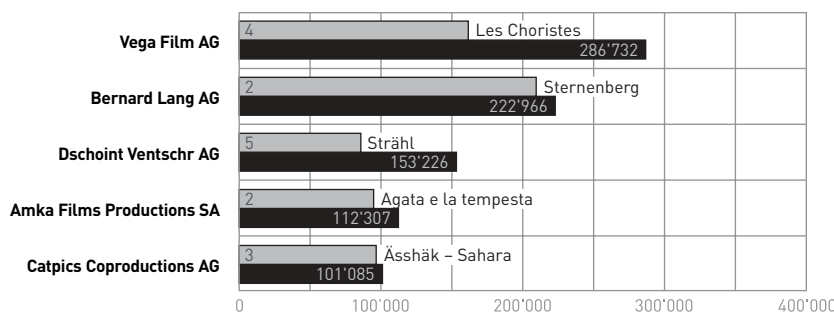 Vega Film AG
4
Les Choristes
286'732
Bernard Lang AG
2
Sternenberg
222'966
Dschoint Ventschr AG
5
Strähl
153'226
Amka Films Productions SA
2
Agata e la tempesta
112'307
Catpics Coproductions AG
3
Ässhäk – Sahara
101'085
0 100'000 200'000 300'000 400'000